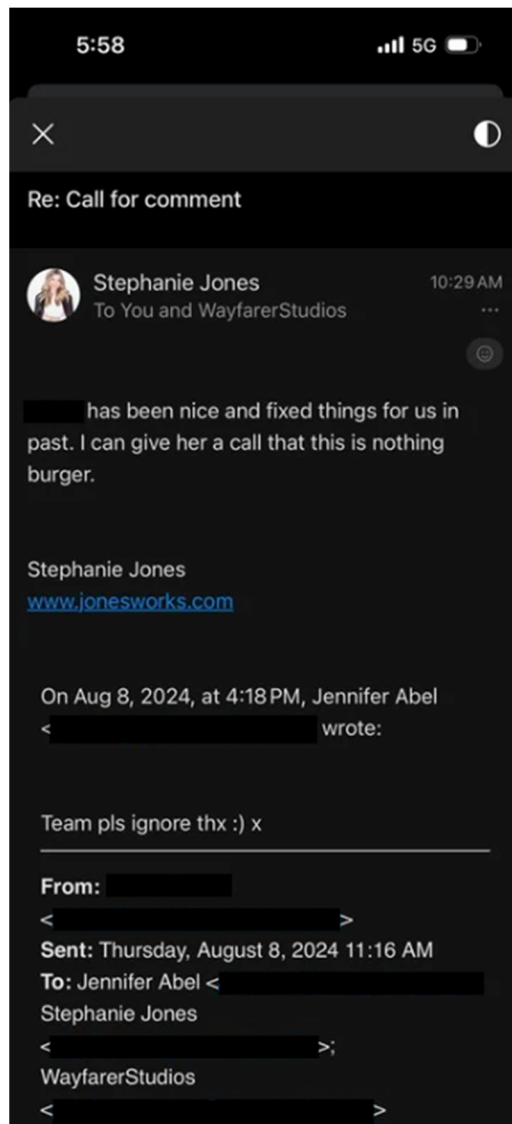 5:58
5G
Re: Call for comment
Stephanie Jones
10:29 AM
To You and WayfarerStudios
has been nice and fixed things for us in
past. I can give her a call that this is nothing
burger.
Stephanie Jones
www.jonesworks.com
On Aug 8, 2024, at 4:18 PM, Jennifer Abel
< wrote:
Team pls ignore thx :) x
From:
< >
Sent: Thursday, August 8, 2024 11:16 AM
To: Jennifer Abel <
Stephanie Jones
< >;
WayfarerStudios
< >